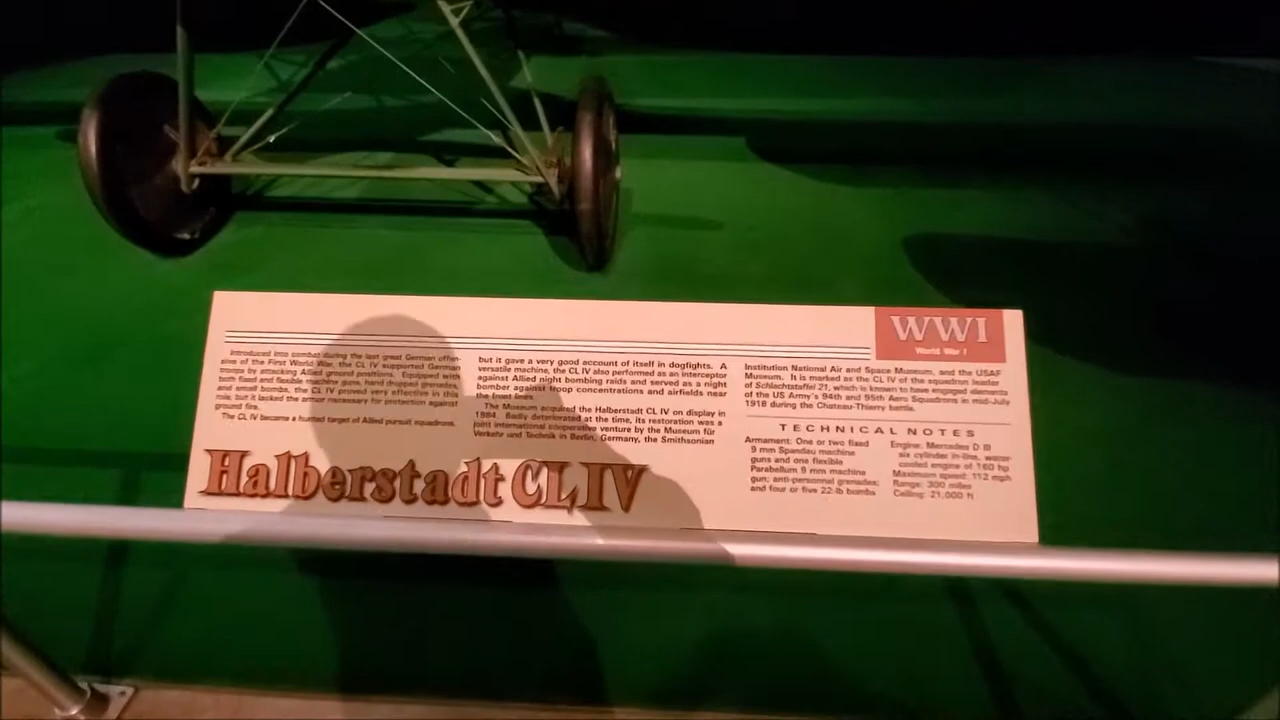 WWI
World War I
Introduced into combat during the last great German offen-
sive of the First World War, the CL IV supported German
troops by attacking Allied ground positions. Equipped with
both fixed and flexible machine guns, hand dropped grenades,
and small bombs, the CL IV proved very effective in this
role, but it lacked the armor necessary for protection against
ground fire.
The CL IV became a hunted target of Allied pursuit squadrons,
but it gave a very good account of itself in dogfights. A
versatile machine, the CL IV also performed as an interceptor
against Allied night bombing raids and served as a night
bomber against troop concentrations and airfields near
the front lines.
The Museum acquired the Halberstadt CL IV on display in
1984. Badly deteriorated at the time, its restoration was a
joint international cooperative venture by the Museum für
Verkehr und Technik in Berlin, Germany, the Smithsonian
Institution National Air and Space Museum, and the USAF
Museum. It is marked as the CL IV of the squadron leader
of Schlachtstaffel 21, which is known to have engaged elements
of the US Army's 94th and 95th Aero Squadrons in mid-July
1918 during the Chateau-Thierry battle.
TECHNICAL NOTES
Armament: One or two fixed
9 mm Spandau machine
guns and one flexible
Parabellum 9 mm machine
gun; anti-personnel grenades;
and four or five 22-lb bombs
Engine: Mercedes D III
six cylinder in-line, water-
cooled engine of 160 hp
Maximum speed: 112 mph
Range: 300 miles
Ceiling: 21,000 ft
Halberstadt CL IV